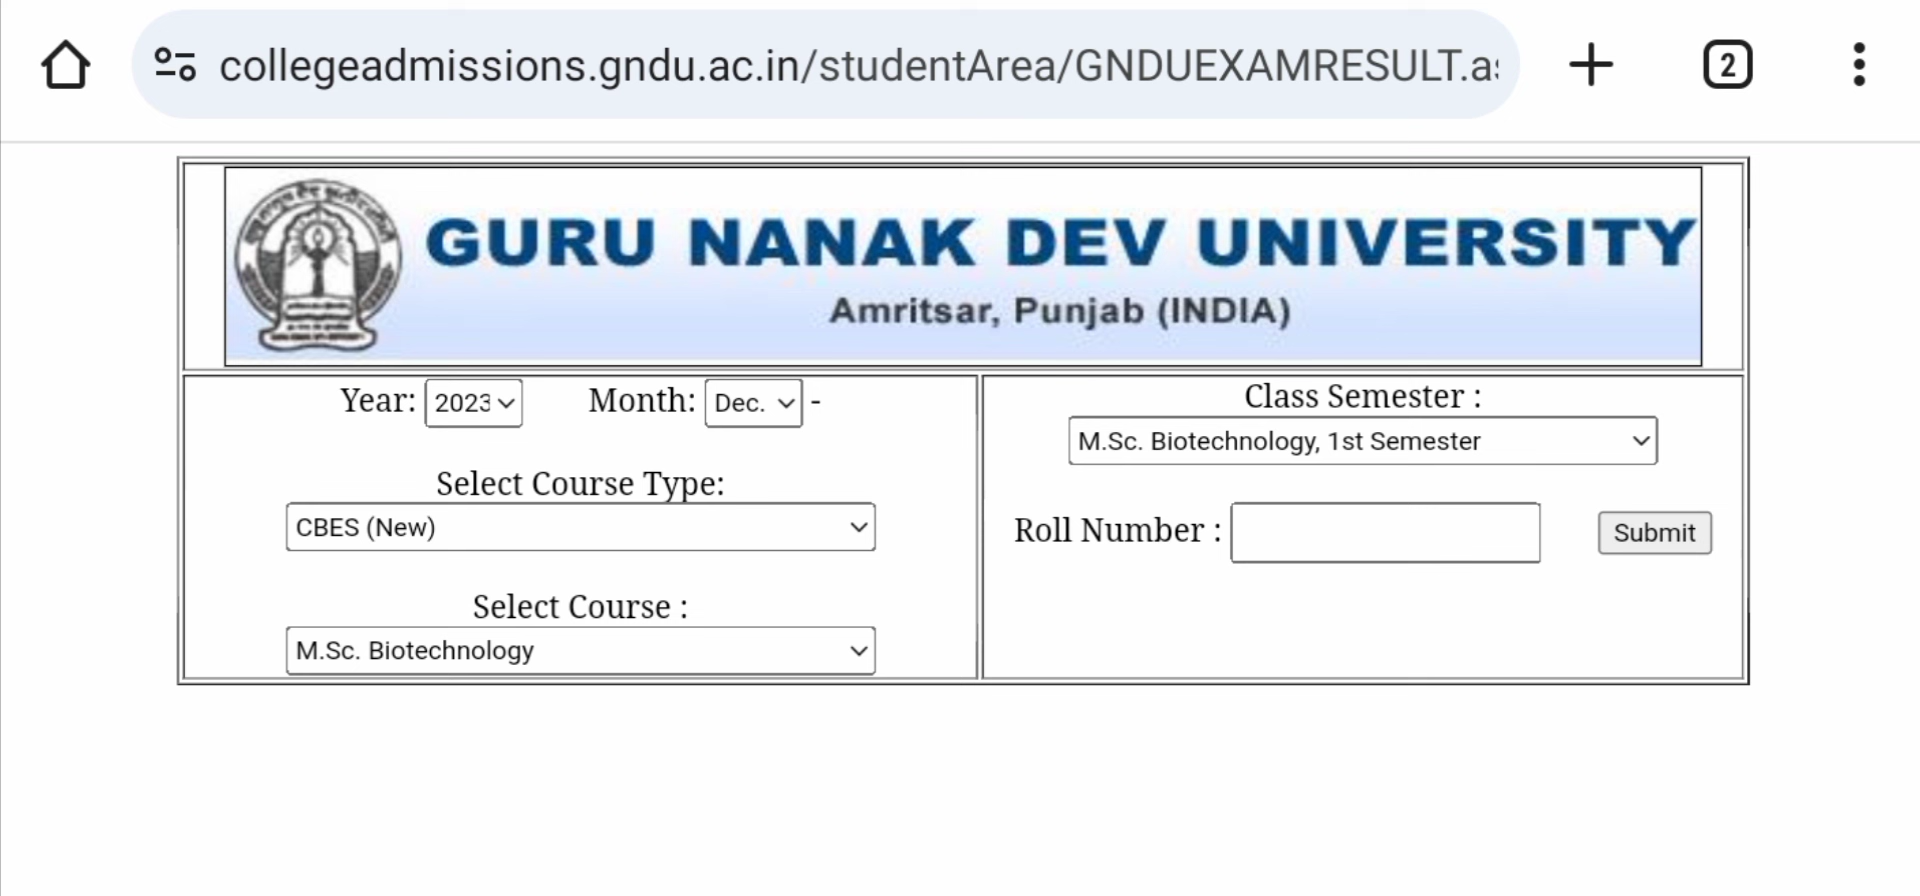 collegeadmissions.gndu.ac.in/studentArea/GNDUEXAMRESULT.as
2
GURU NANAK DEV UNIVERSITY
Amritsar, Punjab (INDIA)
Year: 2023 Month: Dec. -
Select Course Type:
CBES (New)
Select Course :
M.Sc. Biotechnology
Class Semester :
M.Sc. Biotechnology, 1st Semester
Roll Number : Submit